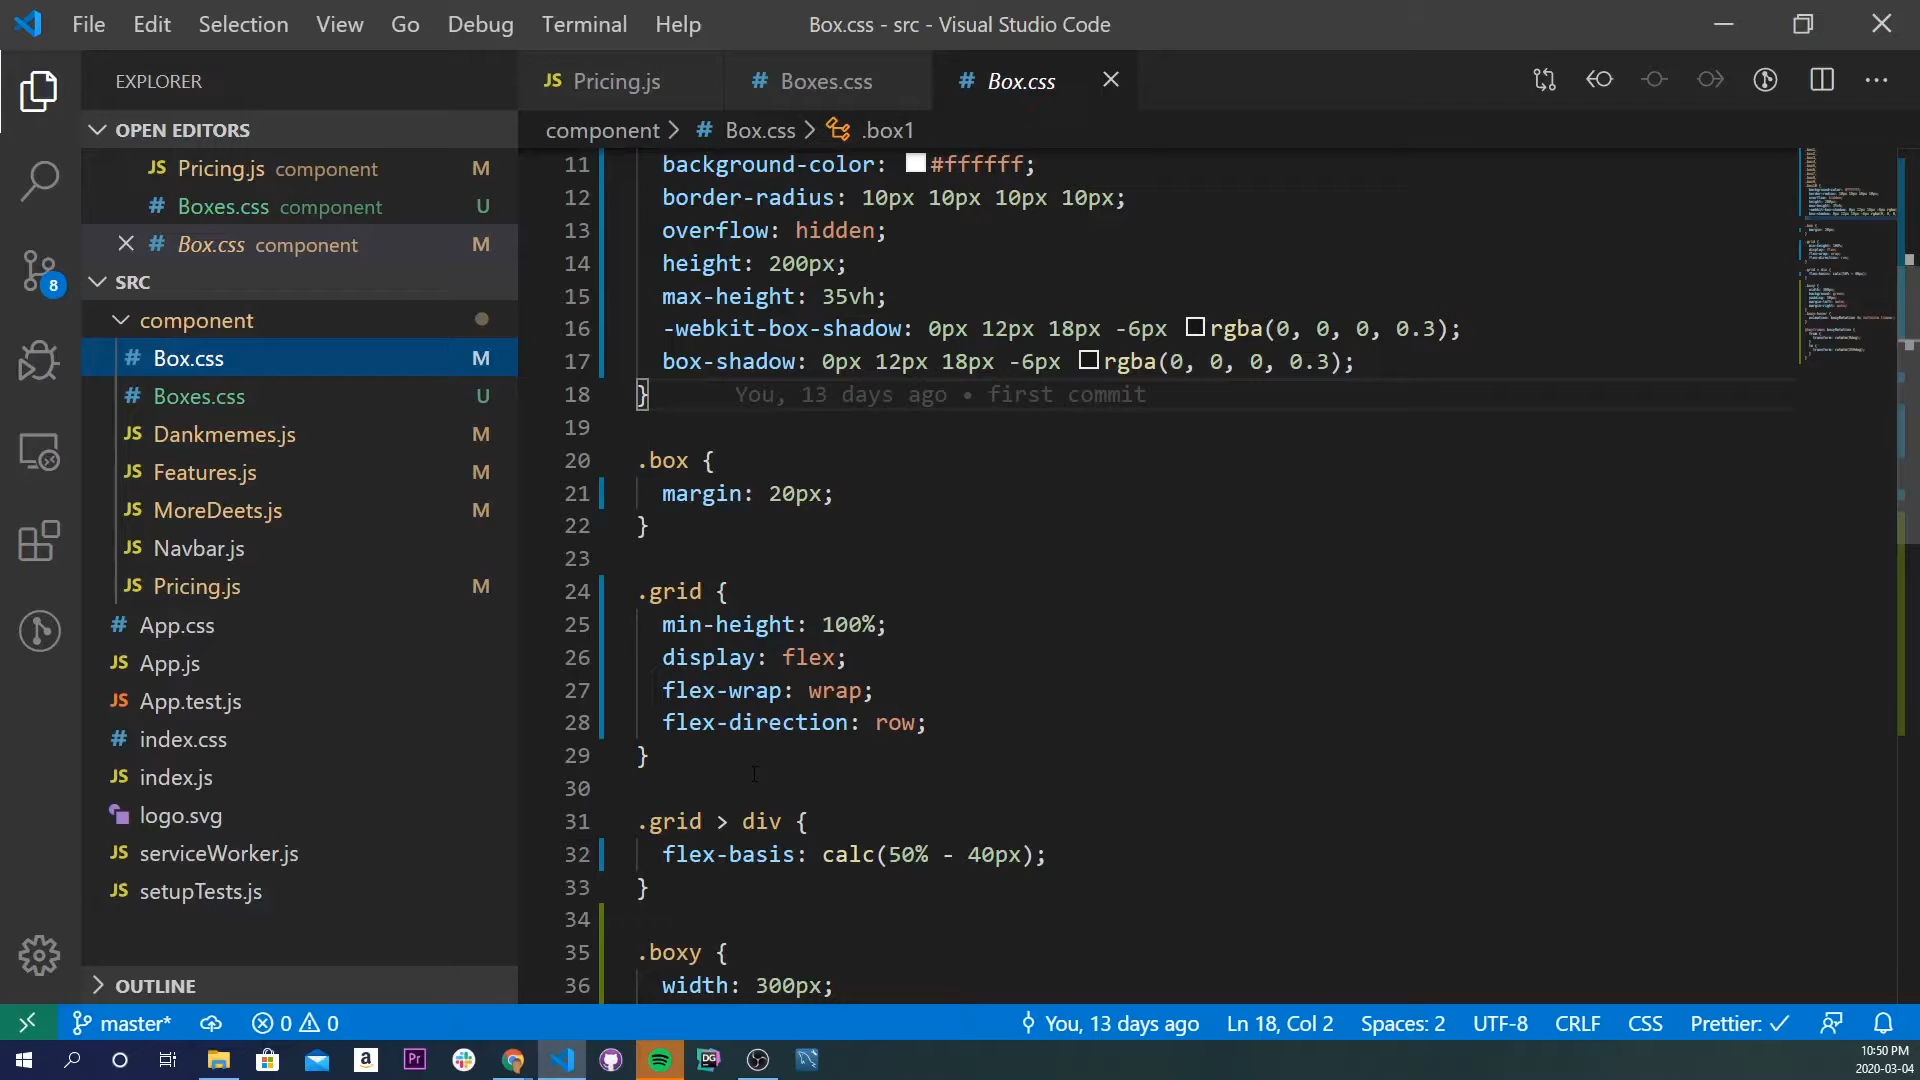 File Edit Selection View Go Debug Terminal Help
Box.css - src - Visual Studio Code
EXPLORER
OPEN EDITORS
JS Pricing.js component M
# Boxes.css component U
# Box.css component M
SRC
component
# Box.css M
# Boxes.css U
JS Dankmemes.js M
JS Features.js M
JS MoreDeets.js M
JS Navbar.js
JS Pricing.js M
# App.css
JS App.js
JS App.test.js
# index.css
JS index.js
logo.svg
JS serviceWorker.js
JS setupTests.js
OUTLINE
8
JS Pricing.js # Boxes.css # Box.css
component > # Box.css > .box1
11 background-color: #ffffff;
12 border-radius: 10px 10px 10px 10px;
13 overflow: hidden;
14 height: 200px;
15 max-height: 35vh;
16 -webkit-box-shadow: 0px 12px 18px -6px rgba(0, 0, 0, 0.3);
17 box-shadow: 0px 12px 18px -6px rgba(0, 0, 0, 0.3);
18 } You, 13 days ago • first commit
19
20 .box {
21 margin: 20px;
22 }
23
24 .grid {
25 min-height: 100%;
26 display: flex;
27 flex-wrap: wrap;
28 flex-direction: row;
29 }
30
31 .grid > div {
32 flex-basis: calc(50% - 40px);
33 }
34
35 .boxy {
36 width: 300px;
master* 0 0 You, 13 days ago Ln 18, Col 2 Spaces: 2 UTF-8 CRLF CSS Prettier: ✓
a Pr DG
10:50 PM
2020-03-04